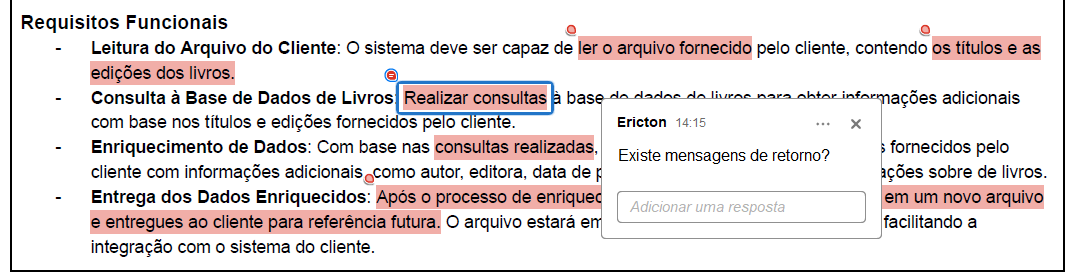 Requisitos Funcionais
- Leitura do Arquivo do Cliente: O sistema deve ser capaz de ler o arquivo fornecido pelo cliente, contendo os títulos e as
edições dos livros.
- Consulta à Base de Dados de Livros: Realizar consultas à base de dados de livros para obter informações adicionais
com base nos títulos e edições fornecidos pelo cliente.
- Enriquecimento de Dados: Com base nas consultas realizadas, s fornecidos pelo
cliente com informações adicionais, como autor, editora, data de p ações sobre de livros.
- Entrega dos Dados Enriquecidos: Após o processo de enriquec em um novo arquivo
e entregues ao cliente para referência futura. O arquivo estará em facilitando a
integração com o sistema do cliente.
Ericton 14:15
Existe mensagens de retorno?
Adicionar uma resposta